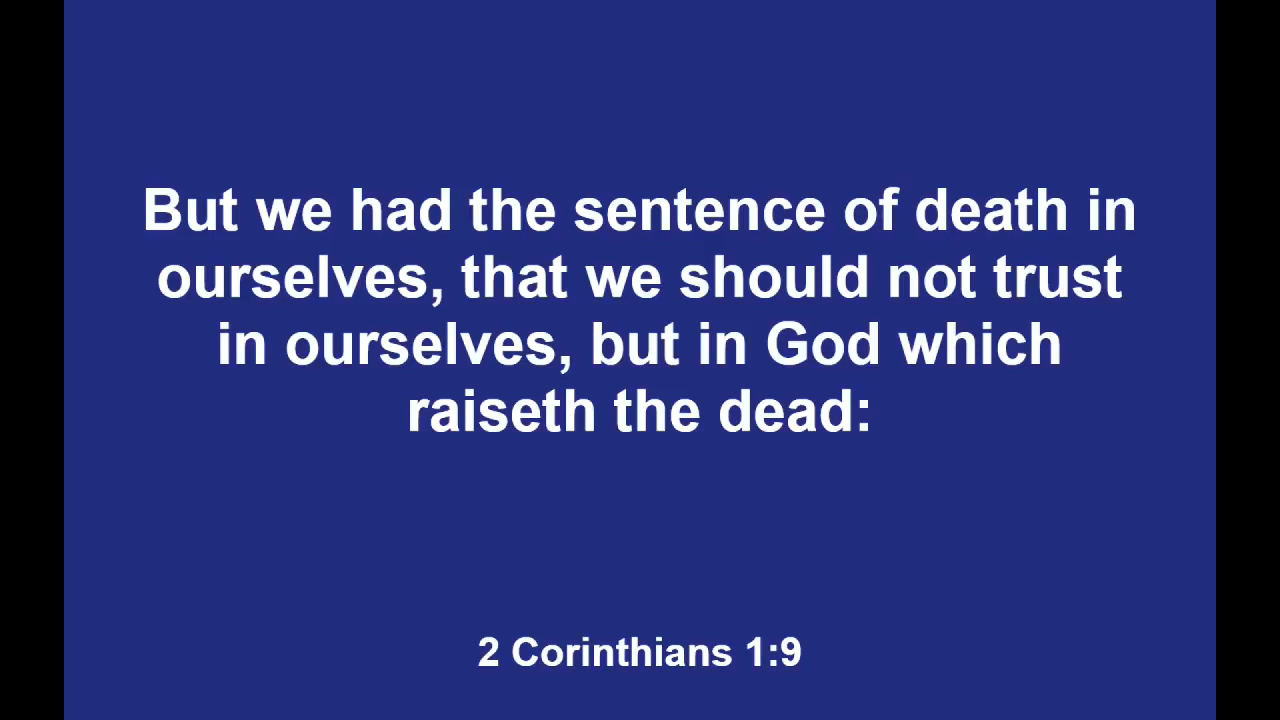 But we had the sentence of death in
ourselves, that we should not trust
in ourselves, but in God which
raiseth the dead:
2 Corinthians 1:9